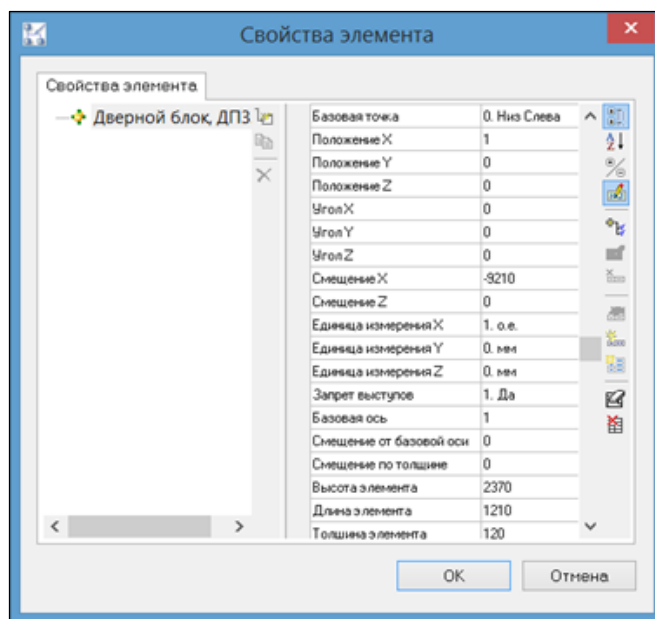 Свойства элемента
Свойства элемента
Дверной блок, ДП3
Базовая точка 0. Низ Слева
Положение X 1
Положение Y 0
Положение Z 0
Угол X 0
Угол Y 0
Угол Z 0
Смещение X -9210
Смещение Z 0
Единица измерения X 1. о.е.
Единица измерения Y 0. мм
Единица измерения Z 0. мм
Запрет выступов 1. Да
Базовая ось 1
Смещение от базовой оси 0
Смещение по толщине 0
Высота элемента 2370
Длина элемента 1210
Толщина элемента 120
OK Отмена